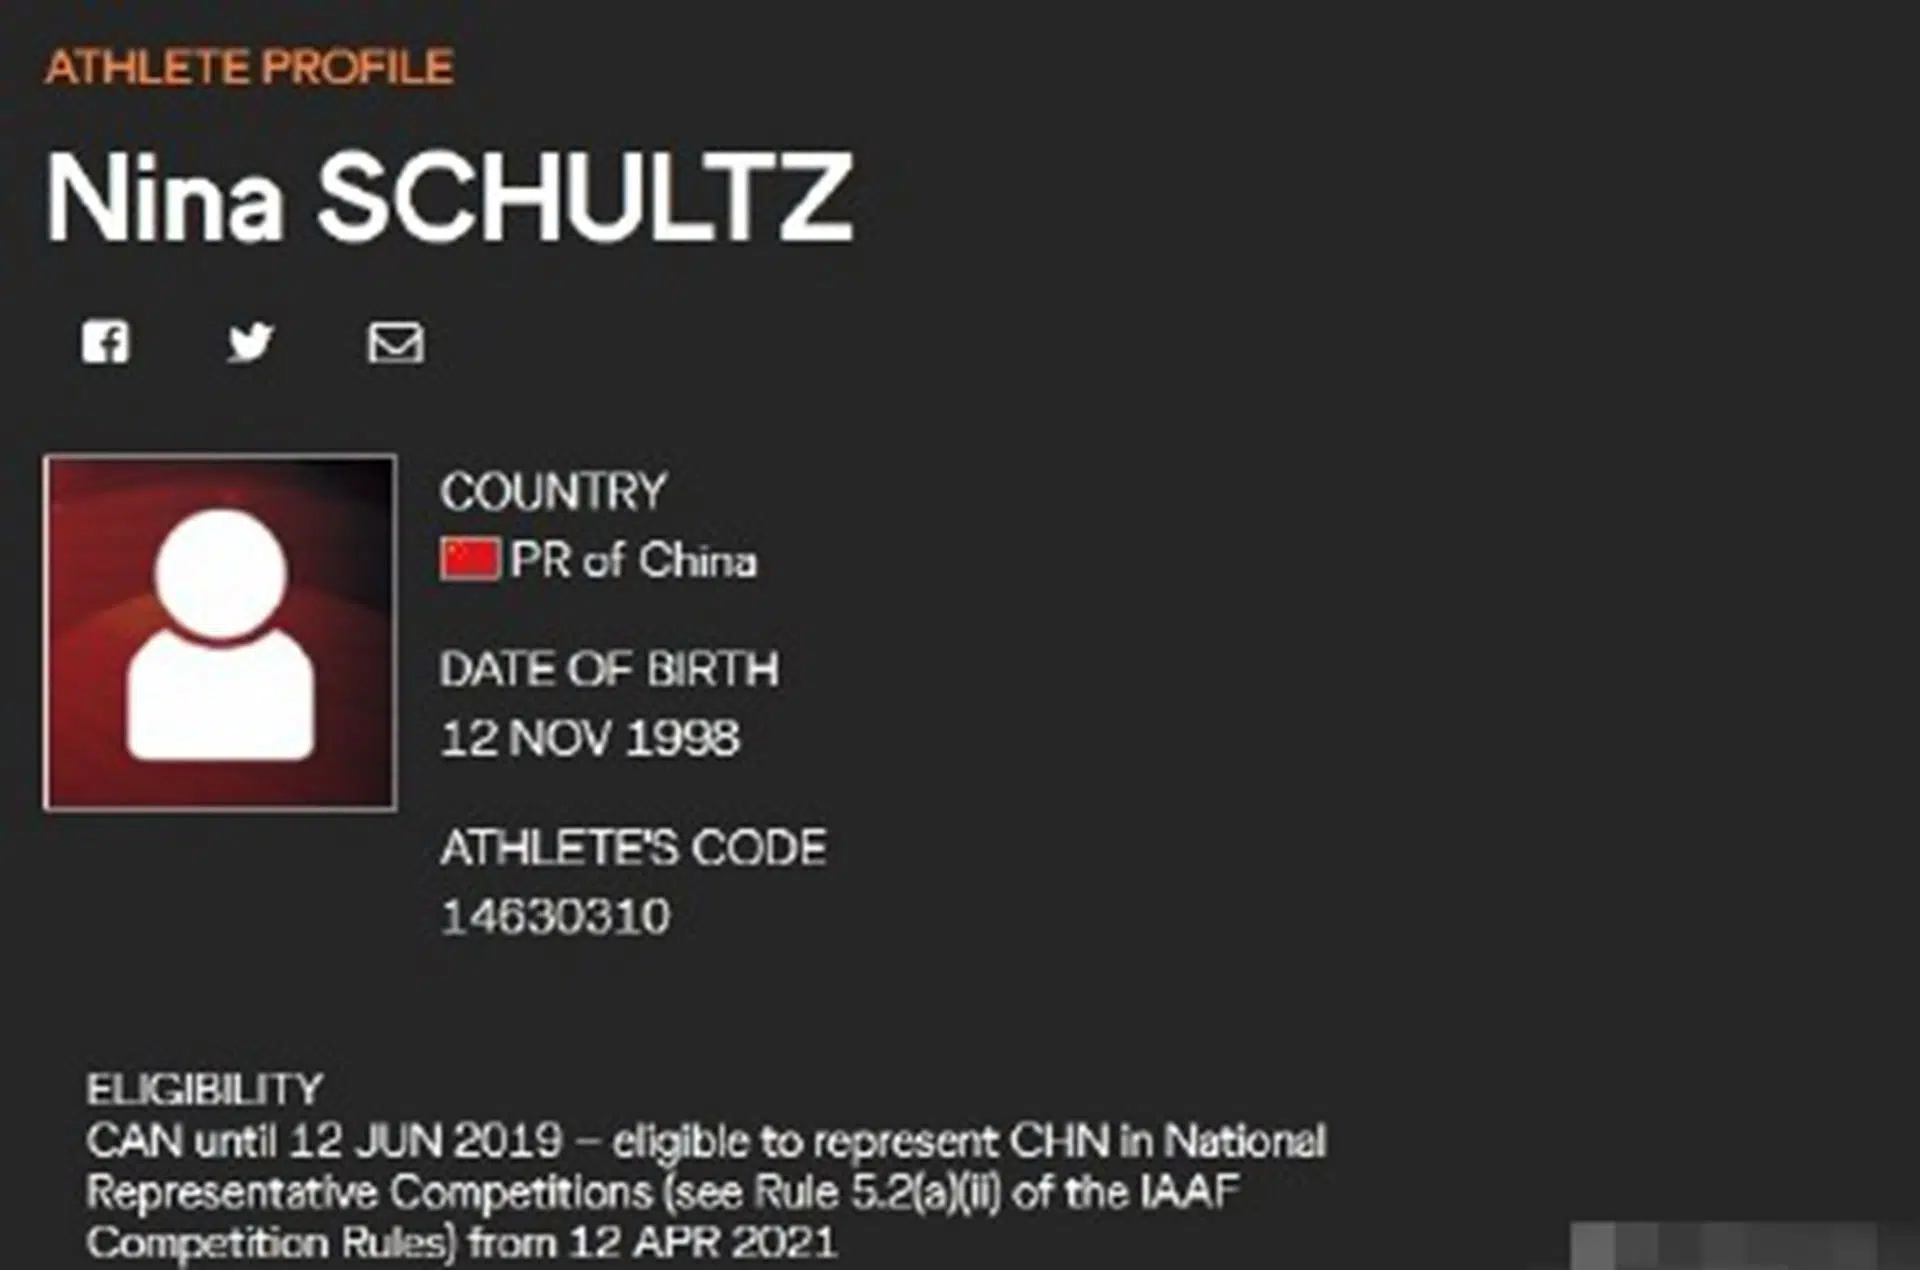 ATHLETE PROFILE
Nina SCHULTZ
COUNTRY
PR of China
DATE OF BIRTH
12 NOV 1998
ATHLETE'S CODE
14630310
ELIGIBILITY
CAN until 12 JUN 2019 – eligible to represent CHN in National
Representative Competitions (see Rule 5.2(a)(ii) of the IAAF
Competition Rules) from 12 APR 2021